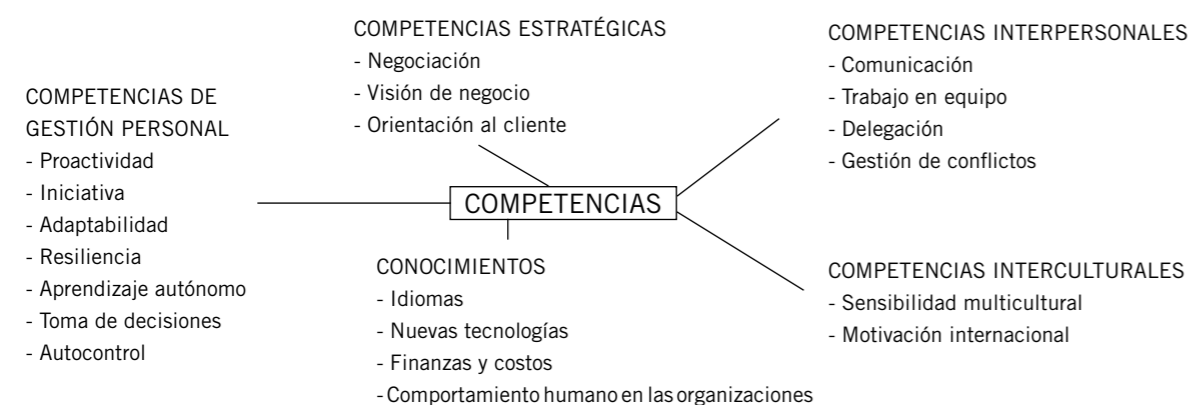 COMPETENCIAS DE
GESTIÓN PERSONAL
- Proactividad
- Iniciativa
- Adaptabilidad
- Resiliencia
- Aprendizaje autónomo
- Toma de decisiones
- Autocontrol
COMPETENCIAS ESTRATÉGICAS
- Negociación
- Visión de negocio
- Orientación al cliente
COMPETENCIAS
CONOCIMIENTOS
- Idiomas
- Nuevas tecnologías
- Finanzas y costos
- Comportamiento humano en las organizaciones
COMPETENCIAS INTERPERSONALES
- Comunicación
- Trabajo en equipo
- Delegación
- Gestión de conflictos
COMPETENCIAS INTERCULTURALES
- Sensibilidad multicultural
- Motivación internacional